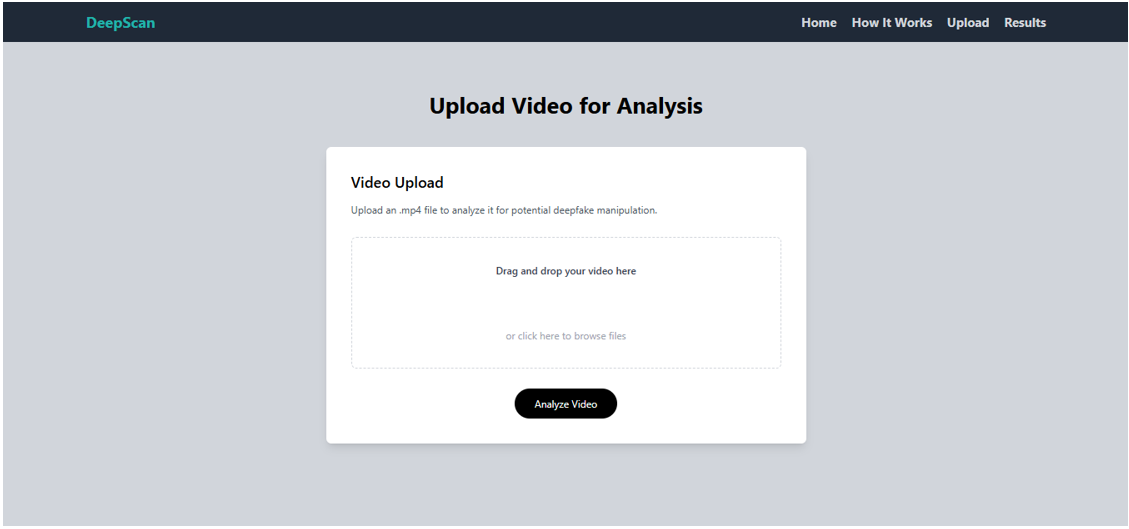 DeepScan
Home How It Works Upload Results
Upload Video for Analysis
Video Upload
Upload an .mp4 file to analyze it for potential deepfake manipulation.
Drag and drop your video here
or click here to browse files
Analyze Video